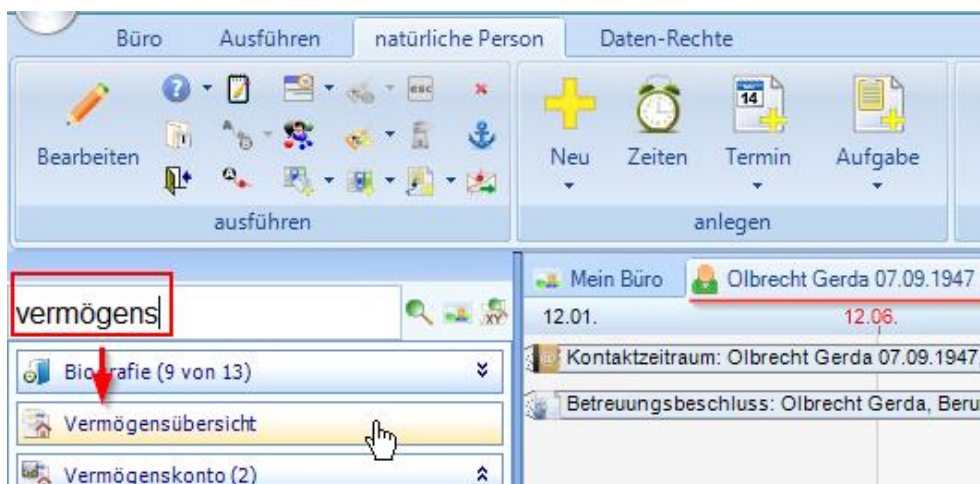 Büro Ausführen natürliche Person Daten-Rechte
Bearbeiten
Neu Zeiten Termin Aufgabe
ausführen anlegen
vermögens
Mein Büro Olbrecht Gerda 07.09.1947
12.01. 12.06.
Biografie (9 von 13)
Kontaktzeitraum: Olbrecht Gerda 07.09.1947,
Vermögensübersicht
Betreuungsbeschluss: Olbrecht Gerda, Beru
Vermögenskonto (2)